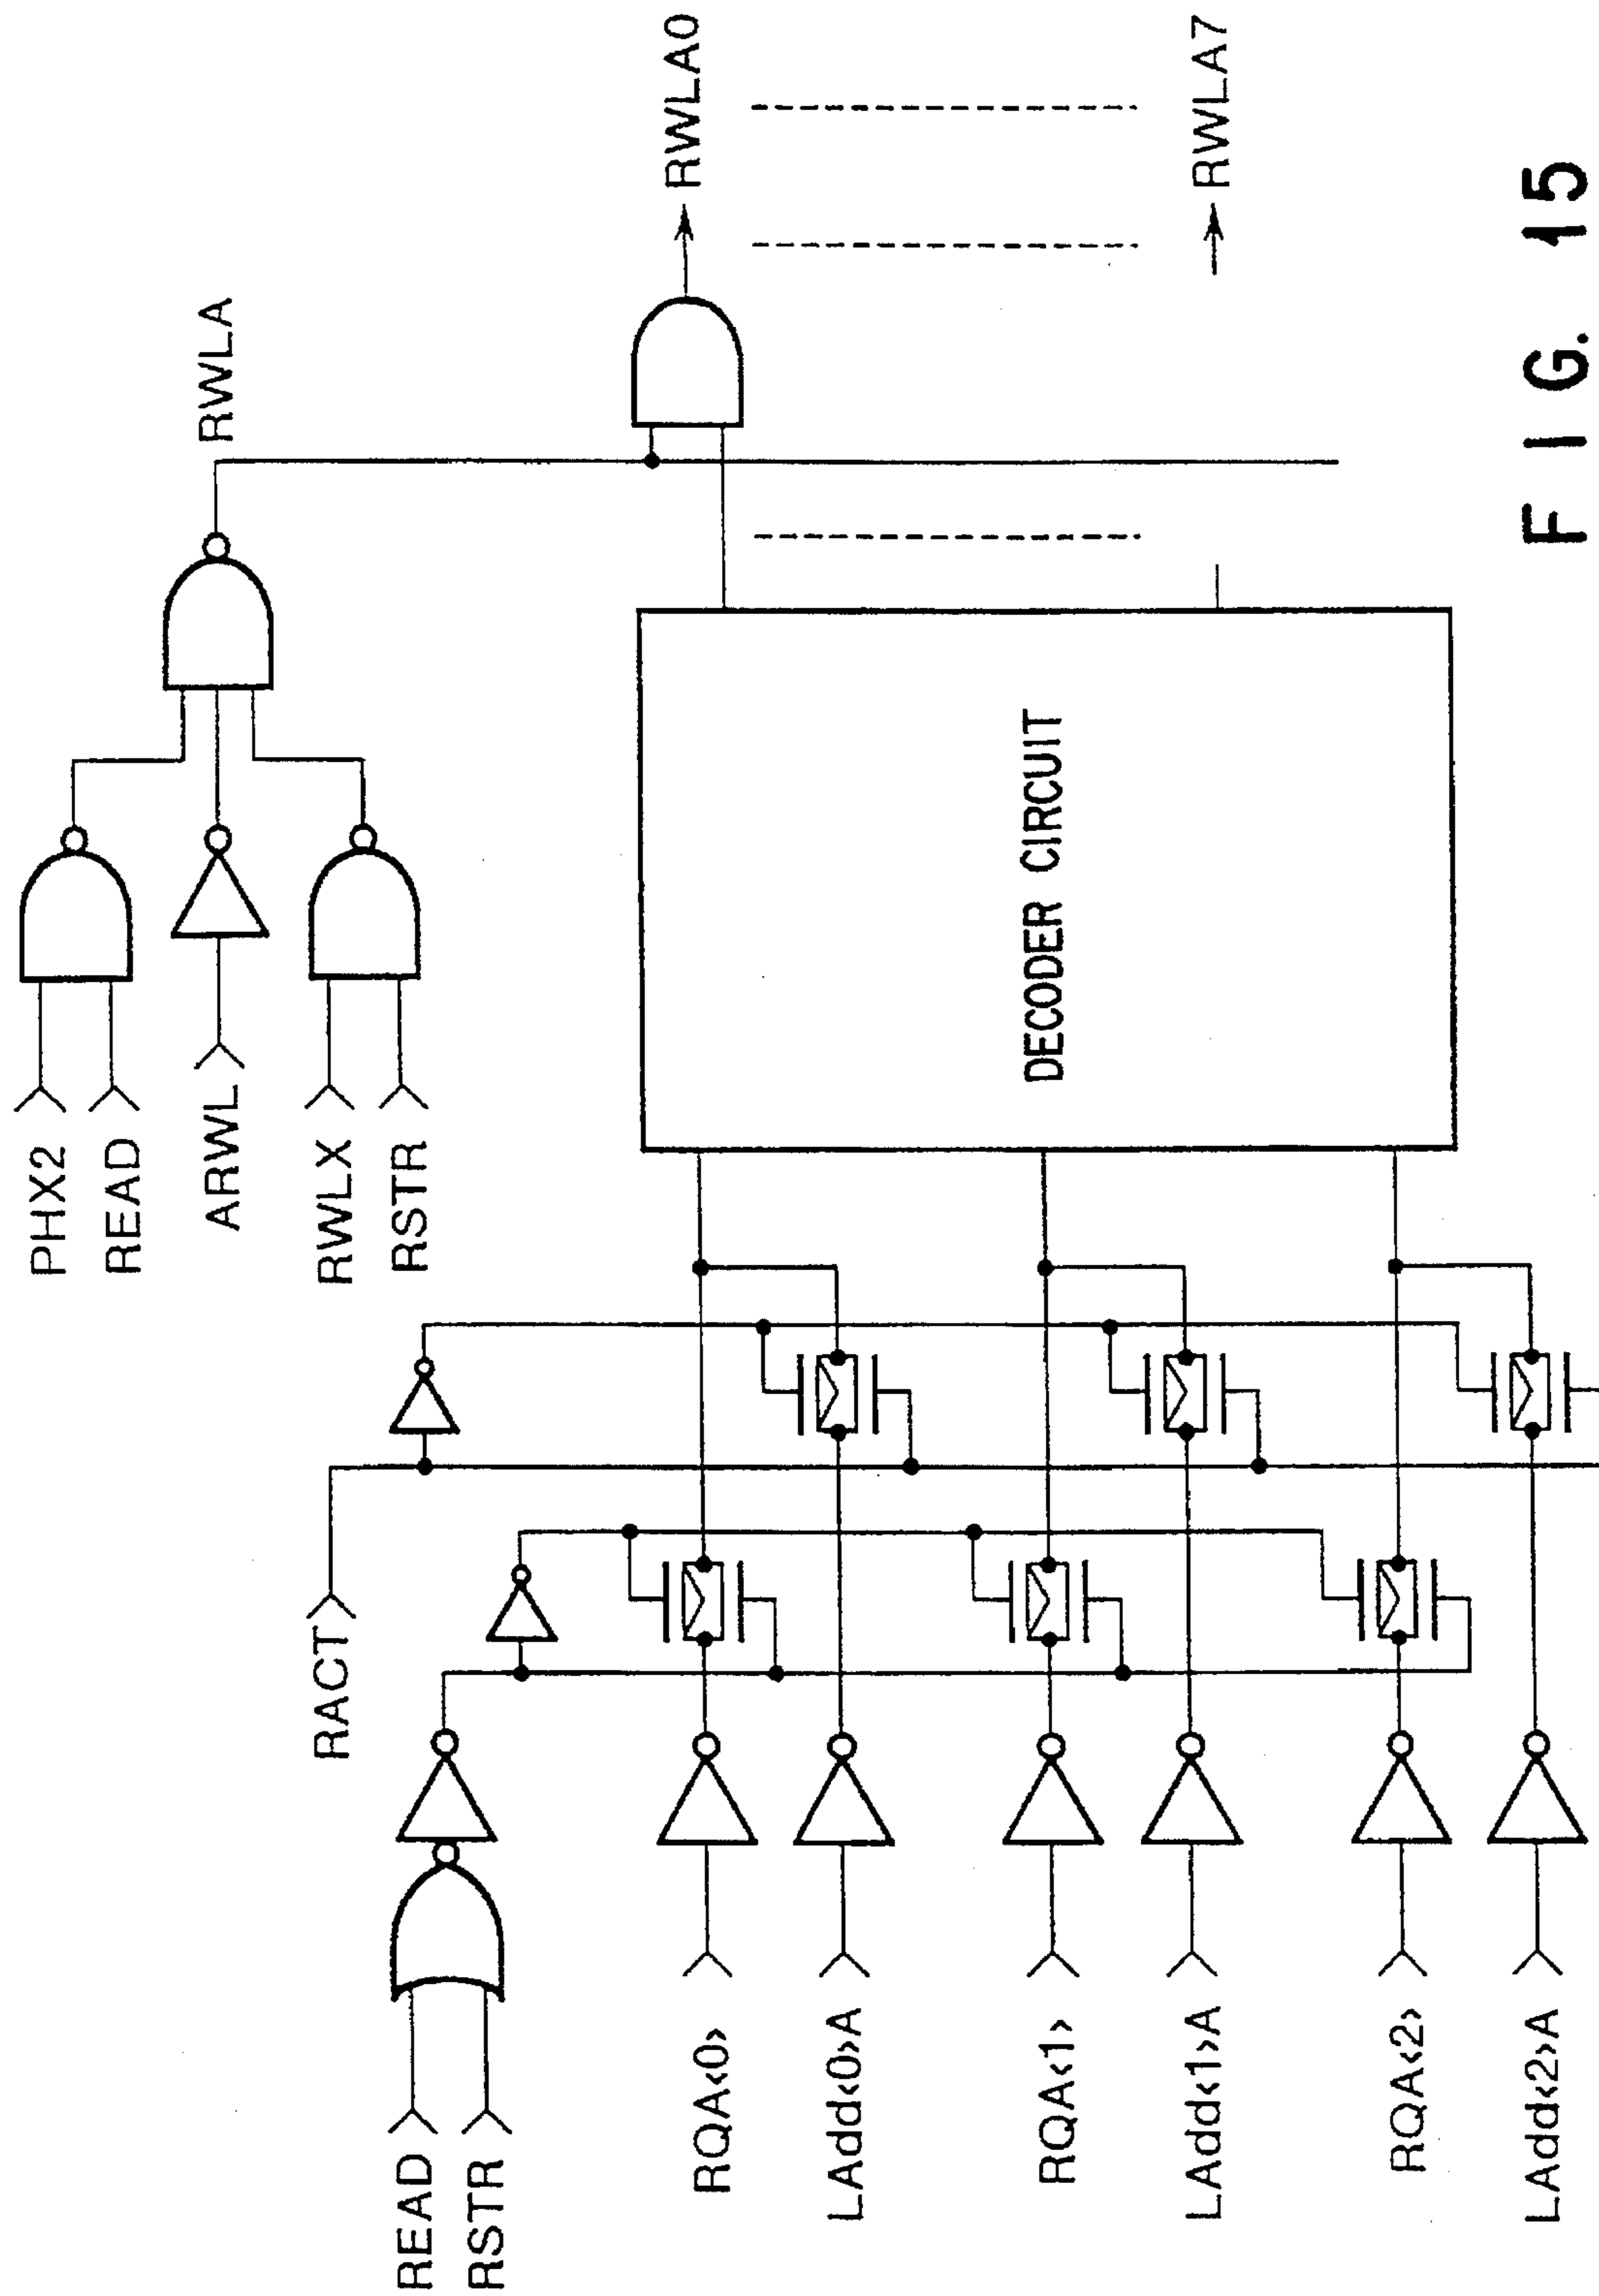 PHX2
READ
ARWL
RWLX
RSTR
RWLA
RACT
READ
RSTR
RQA<0>
LAdd<0>A
RQA<1>
LAdd<1>A
RQA<2>
LAdd<2>A
DECODER CIRCUIT
RWLA0
RWLA7
FIG. 15